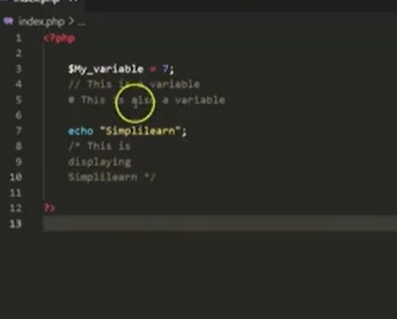 index.php > ...
1 <?php
2
3 $My_variable = 7;
4 // This is a variable
5 # This is also a variable
6
7 echo "Simplilearn";
8 /* This is
9 displaying
10 Simplilearn */
11
12 ?>
13